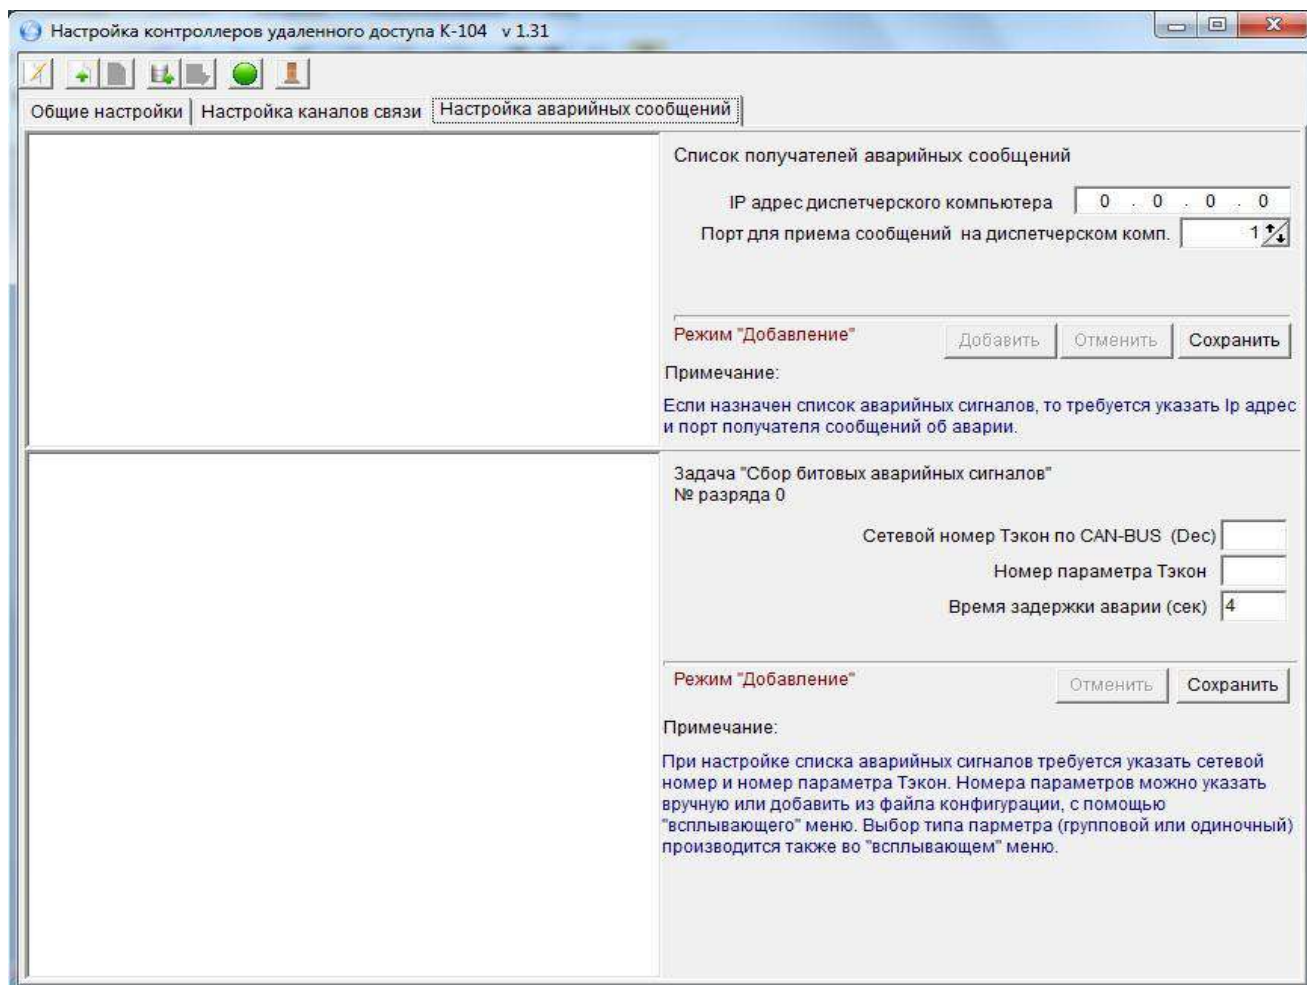 Настройка контроллеров удаленного доступа К-104 v 1.31
Общие настройки Настройка каналов связи Настройка аварийных сообщений
Список получателей аварийных сообщений
IP адрес диспетчерского компьютера 0 . 0 . 0 . 0
Порт для приема сообщений на диспетчерском комп. 1
Режим "Добавление" Добавить Отменить Сохранить
Примечание:
Если назначен список аварийных сигналов, то требуется указать Ip адрес
и порт получателя сообщений об аварии.
Задача "Сбор битовых аварийных сигналов"
№ разряда 0
Сетевой номер Тэкон по CAN-BUS (Dec)
Номер параметра Тэкон
Время задержки аварии (сек) 4
Режим "Добавление" Отменить Сохранить
Примечание:
При настройке списка аварийных сигналов требуется указать сетевой
номер и номер параметра Тэкон. Номера параметров можно указать
вручную или добавить из файла конфигурации, с помощью
"всплывающего" меню. Выбор типа парметра (групповой или одиночный)
производится также во "всплывающем" меню.